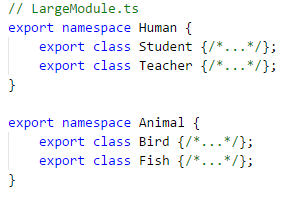 // LargeModule.ts
export namespace Human {
    export class Student {/*...*/};
    export class Teacher {/*...*/};
}

export namespace Animal {
    export class Bird {/*...*/};
    export class Fish {/*...*/};
}